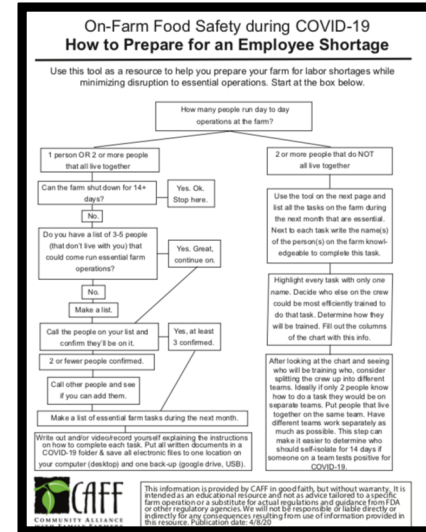 On-Farm Food Safety during COVID-19
How to Prepare for an Employee Shortage
Use this tool as a resource to help you prepare your farm for labor shortages while
minimizing disruption to essential operations. Start at the box below.
How many people run day to day
operations at the farm?
1 person OR 2 or more people
that all live together
Can the farm shut down for 14+
days?
Yes. Ok.
Stop here.
No.
Do you have a list of 3-5 people
(that don't live with you) that
could come run essential farm
operations?
Yes. Great,
continue on.
No.
Make a list.
Call the people on your list and
confirm they'll be on it.
Yes, at least
3 confirmed.
2 or fewer people confirmed.
Call other people and see
if you can add them.
Make a list of essential farm tasks during the next month.
Write out and/or video/record yourself explaining the instructions
on how to complete each task. Put all written documents in a
COVID-19 folder & save all electronic files to one location on
your computer (desktop) and one back-up (google drive, USB).
2 or more people that do NOT
all live together
Use the tool on the next page and
list all the tasks on the farm during
the next month that are essential.
Next to each task write the name(s)
of the person(s) on the farm knowl-
edgeable to complete this task.
Highlight every task with only one
name. Decide who else on the crew
could be most efficiently trained to
do that task. Determine how they
will be trained. Fill out the columns
of the chart with this info.
After looking at the chart and seeing
who will be training who, consider
splitting the crew up into different
teams. Ideally if only 2 people know
how to do a task they would be on
separate teams. Put people that live
together on the same team. Have
different teams work separately as
much as possible. This step can
make it easier to determine who
should self-isolate for 14 days if
someone on a team tests positive for
COVID-19.
CAFF
COMMUNITY ALLIANCE
WITH FAMILY FARMERS
This information is provided by CAFF in good faith, but without warranty. It is
intended as an educational resource and not as advice tailored to a specific
farm operation or a substitute for actual regulations and guidance from FDA
or other regulatory agencies. We will not be responsible or liable directly or
indirectly for any consequences resulting from use of information provided in
this resource. Publication date: 4/8/20